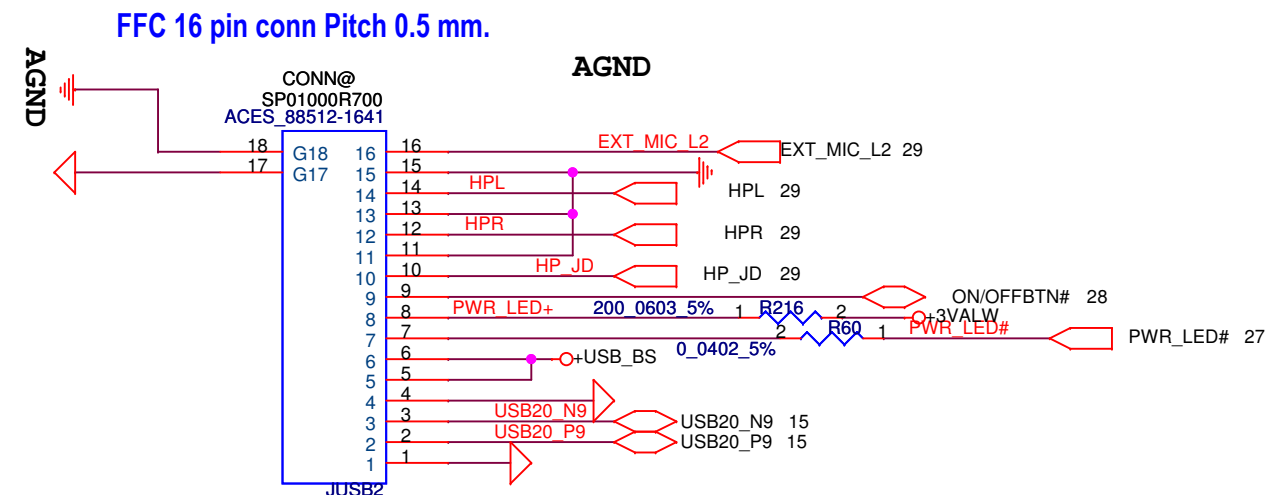 FFC 16 pin conn Pitch 0.5 mm.
AGND
AGND
CONN@
SP01000R700
ACES_88512-1641
18 G18 16 16 EXT_MIC_L2 EXT_MIC_L2 29
17 G17 15 15
14 14 HPL HPL 29
13 13
12 12 HPR HPR 29
11 11
10 10 HP_JD HP_JD 29
9 9 ON/OFFBTN# 28
8 8 PWR_LED+ 200_0603_5% 1 R216 2 +3VALW
7 7 2 R60 1 PWR_LED# PWR_LED# 27
0_0402_5%
6 6 +USB_BS
5 5
4 4
3 3 USB20_N9 USB20_N9 15
2 2 USB20_P9 USB20_P9 15
1 1
JUSB2